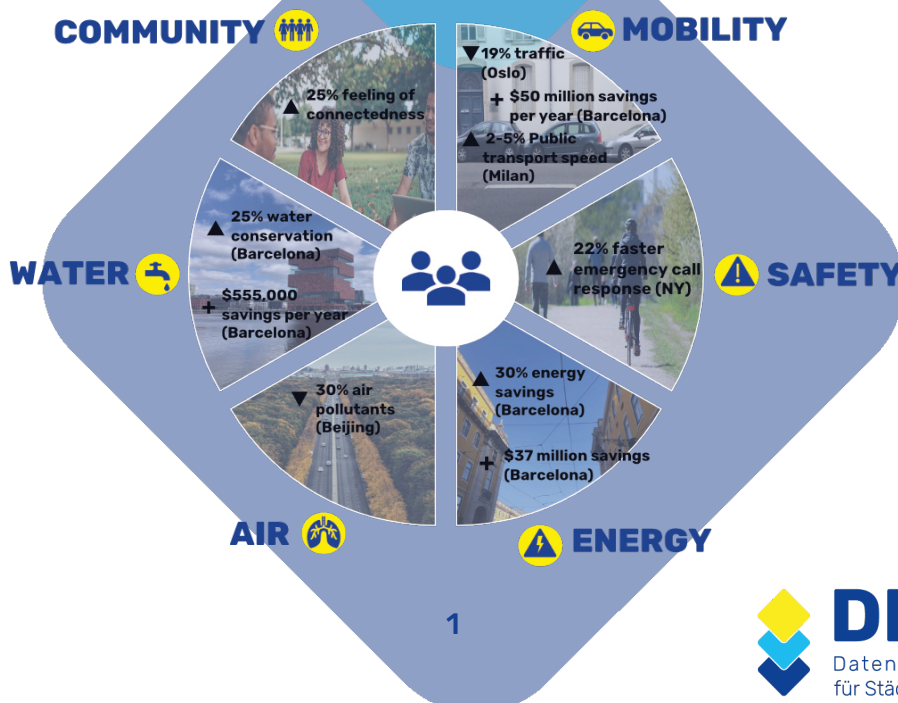 COMMUNITY
MOBILITY
▼ 19% traffic
(Oslo)
+ $50 million savings
per year (Barcelona)
▲ 2-5% Public
transport speed
(Milan)
▲ 25% feeling of
connectedness
▲ 25% water
conservation
(Barcelona)
+ $555,000
savings per year
(Barcelona)
WATER
▲ 22% faster
emergency call
response (NY)
SAFETY
▼ 30% air
pollutants
(Beijing)
▲ 30% energy
savings
(Barcelona)
+ $37 million savings
(Barcelona)
AIR
ENERGY
1
Daten